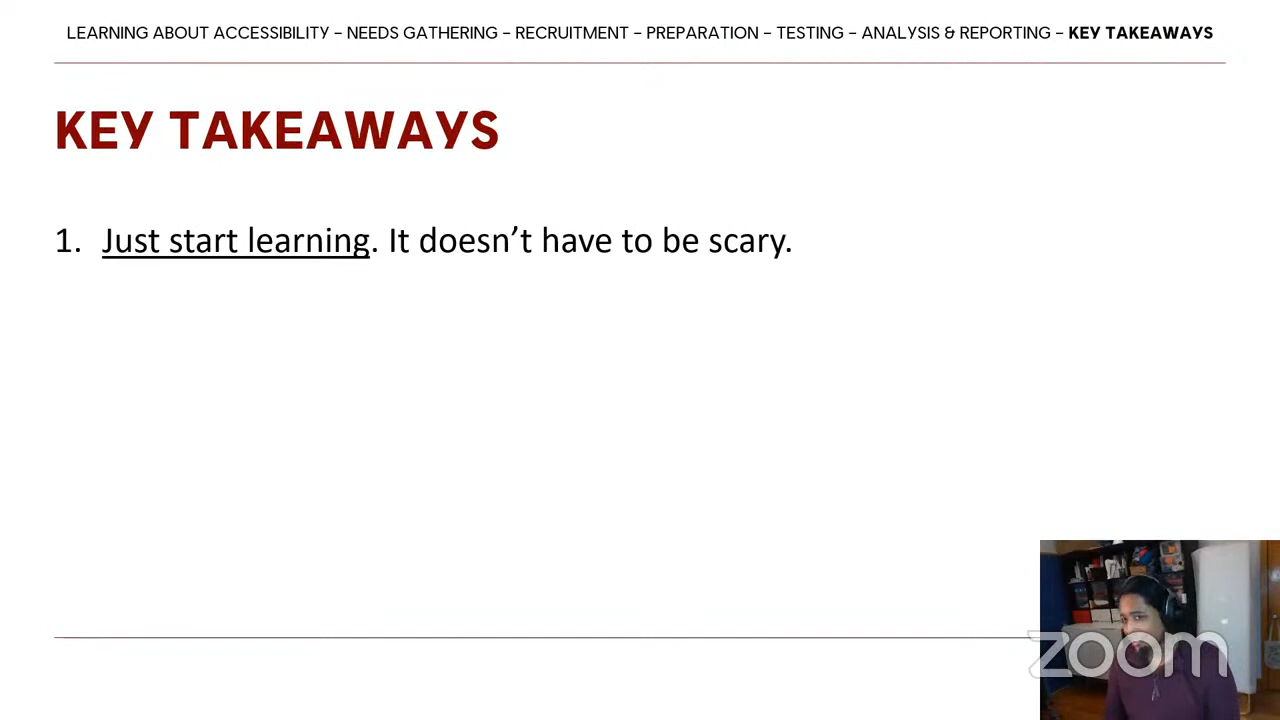 LEARNING ABOUT ACCESSIBILITY – NEEDS GATHERING – RECRUITMENT – PREPARATION – TESTING – ANALYSIS & REPORTING – KEY TAKEAWAYS
KEY TAKEAWAYS
1. Just start learning. It doesn’t have to be scary.
zoom